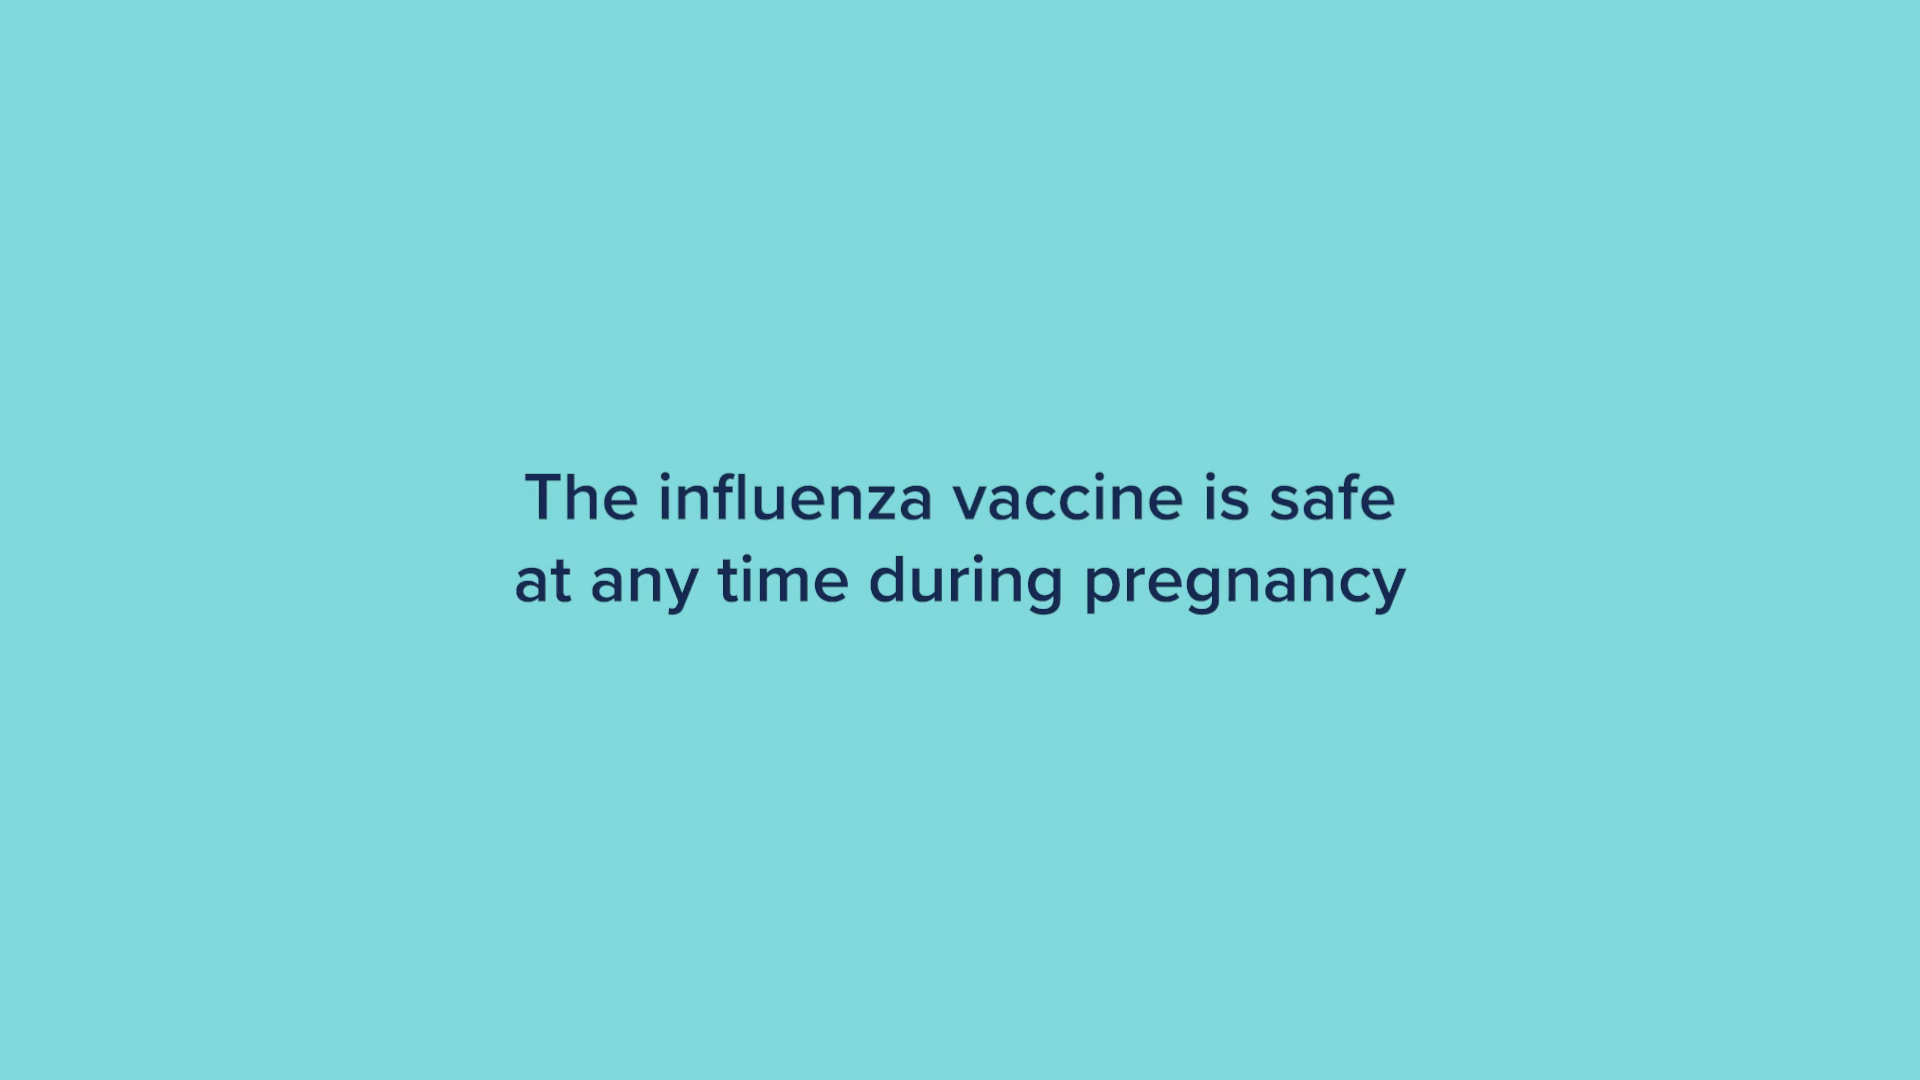 The influenza vaccine is safe
at any time during pregnancy